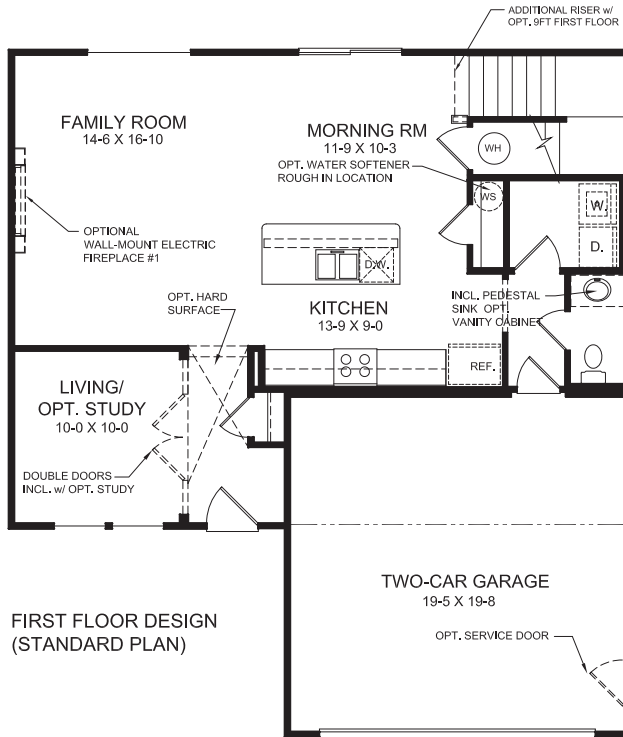 ADDITIONAL RISER w/
OPT. 9FT FIRST FLOOR
FAMILY ROOM
14-6 X 16-10
MORNING RM
11-9 X 10-3
WH
OPT. WATER SOFTENER
ROUGH IN LOCATION
WS
W.
D.
OPTIONAL
WALL-MOUNT ELECTRIC
FIREPLACE #1
D.W.
OPT. HARD
SURFACE
KITCHEN
13-9 X 9-0
INCL. PEDESTAL
SINK OPT.
VANITY CABINET
REF.
LIVING/
OPT. STUDY
10-0 X 10-0
DOUBLE DOORS
INCL. w/ OPT. STUDY
TWO-CAR GARAGE
19-5 X 19-8
FIRST FLOOR DESIGN
(STANDARD PLAN)
OPT. SERVICE DOOR